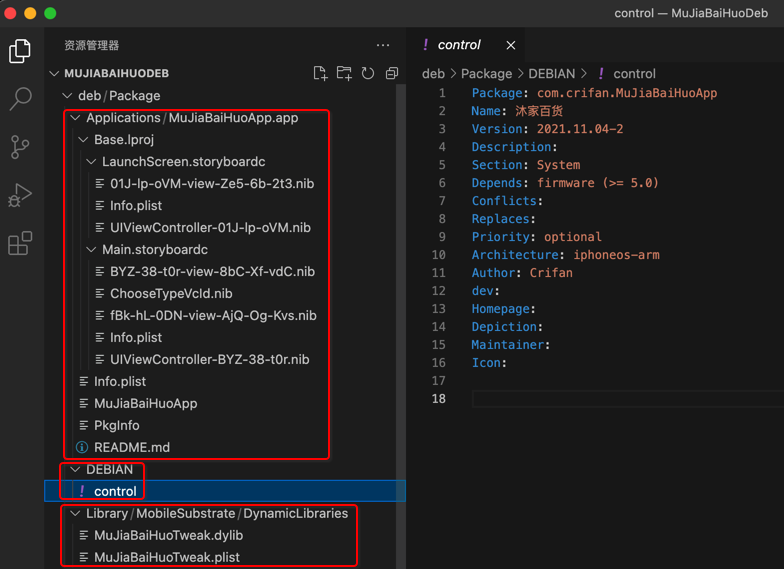 control — MuJiaBaiHuoDeb
资源管理器
···
MUJIABAIHUODEB
deb / Package
Applications / MuJiaBaiHuoApp.app
Base.lproj
LaunchScreen.storyboardc
01J-lp-oVM-view-Ze5-6b-2t3.nib
Info.plist
UIViewController-01J-lp-oVM.nib
Main.storyboardc
BYZ-38-t0r-view-8bC-Xf-vdC.nib
ChooseTypeVcId.nib
fBk-hL-0DN-view-AjQ-Og-Kvs.nib
Info.plist
UIViewController-BYZ-38-t0r.nib
Info.plist
MuJiaBaiHuoApp
PkgInfo
README.md
DEBIAN
! control
Library / MobileSubstrate / DynamicLibraries
MuJiaBaiHuoTweak.dylib
MuJiaBaiHuoTweak.plist
! control
deb > Package > DEBIAN > ! control
1 Package: com.crifan.MuJiaBaiHuoApp
2 Name: 沐家百货
3 Version: 2021.11.04-2
4 Description:
5 Section: System
6 Depends: firmware (>= 5.0)
7 Conflicts:
8 Replaces:
9 Priority: optional
10 Architecture: iphoneos-arm
11 Author: Crifan
12 dev:
13 Homepage:
14 Depiction:
15 Maintainer:
16 Icon:
17
18